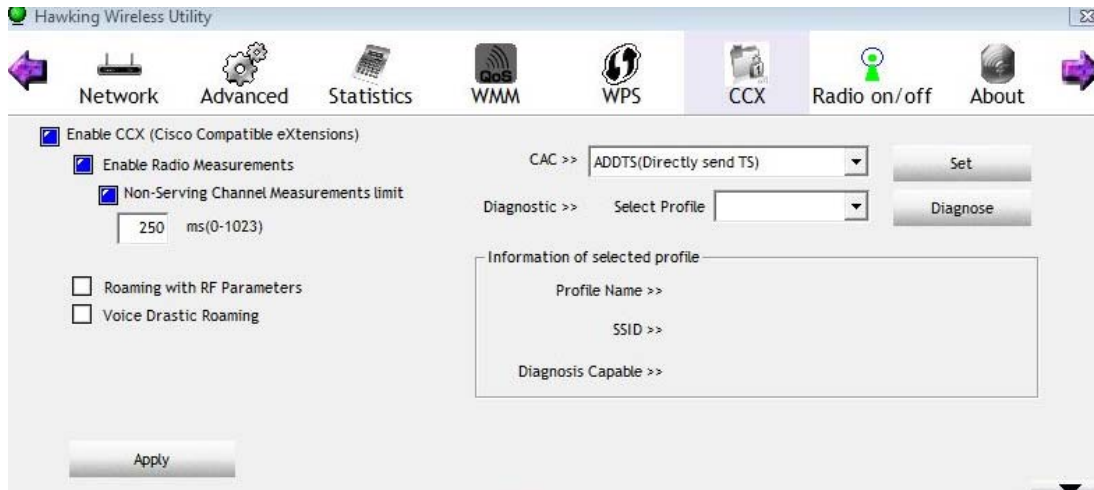 Hawking Wireless Utility
Network Advanced Statistics WMM WPS CCX Radio on/off About
QoS
Enable CCX (Cisco Compatible eXtensions)
Enable Radio Measurements
Non-Serving Channel Measurements limit
250 ms(0-1023)
Roaming with RF Parameters
Voice Drastic Roaming
Apply
CAC >> ADDTS(Directly send TS) Set
Diagnostic >> Select Profile Diagnose
Information of selected profile
Profile Name >>
SSID >>
Diagnosis Capable >>